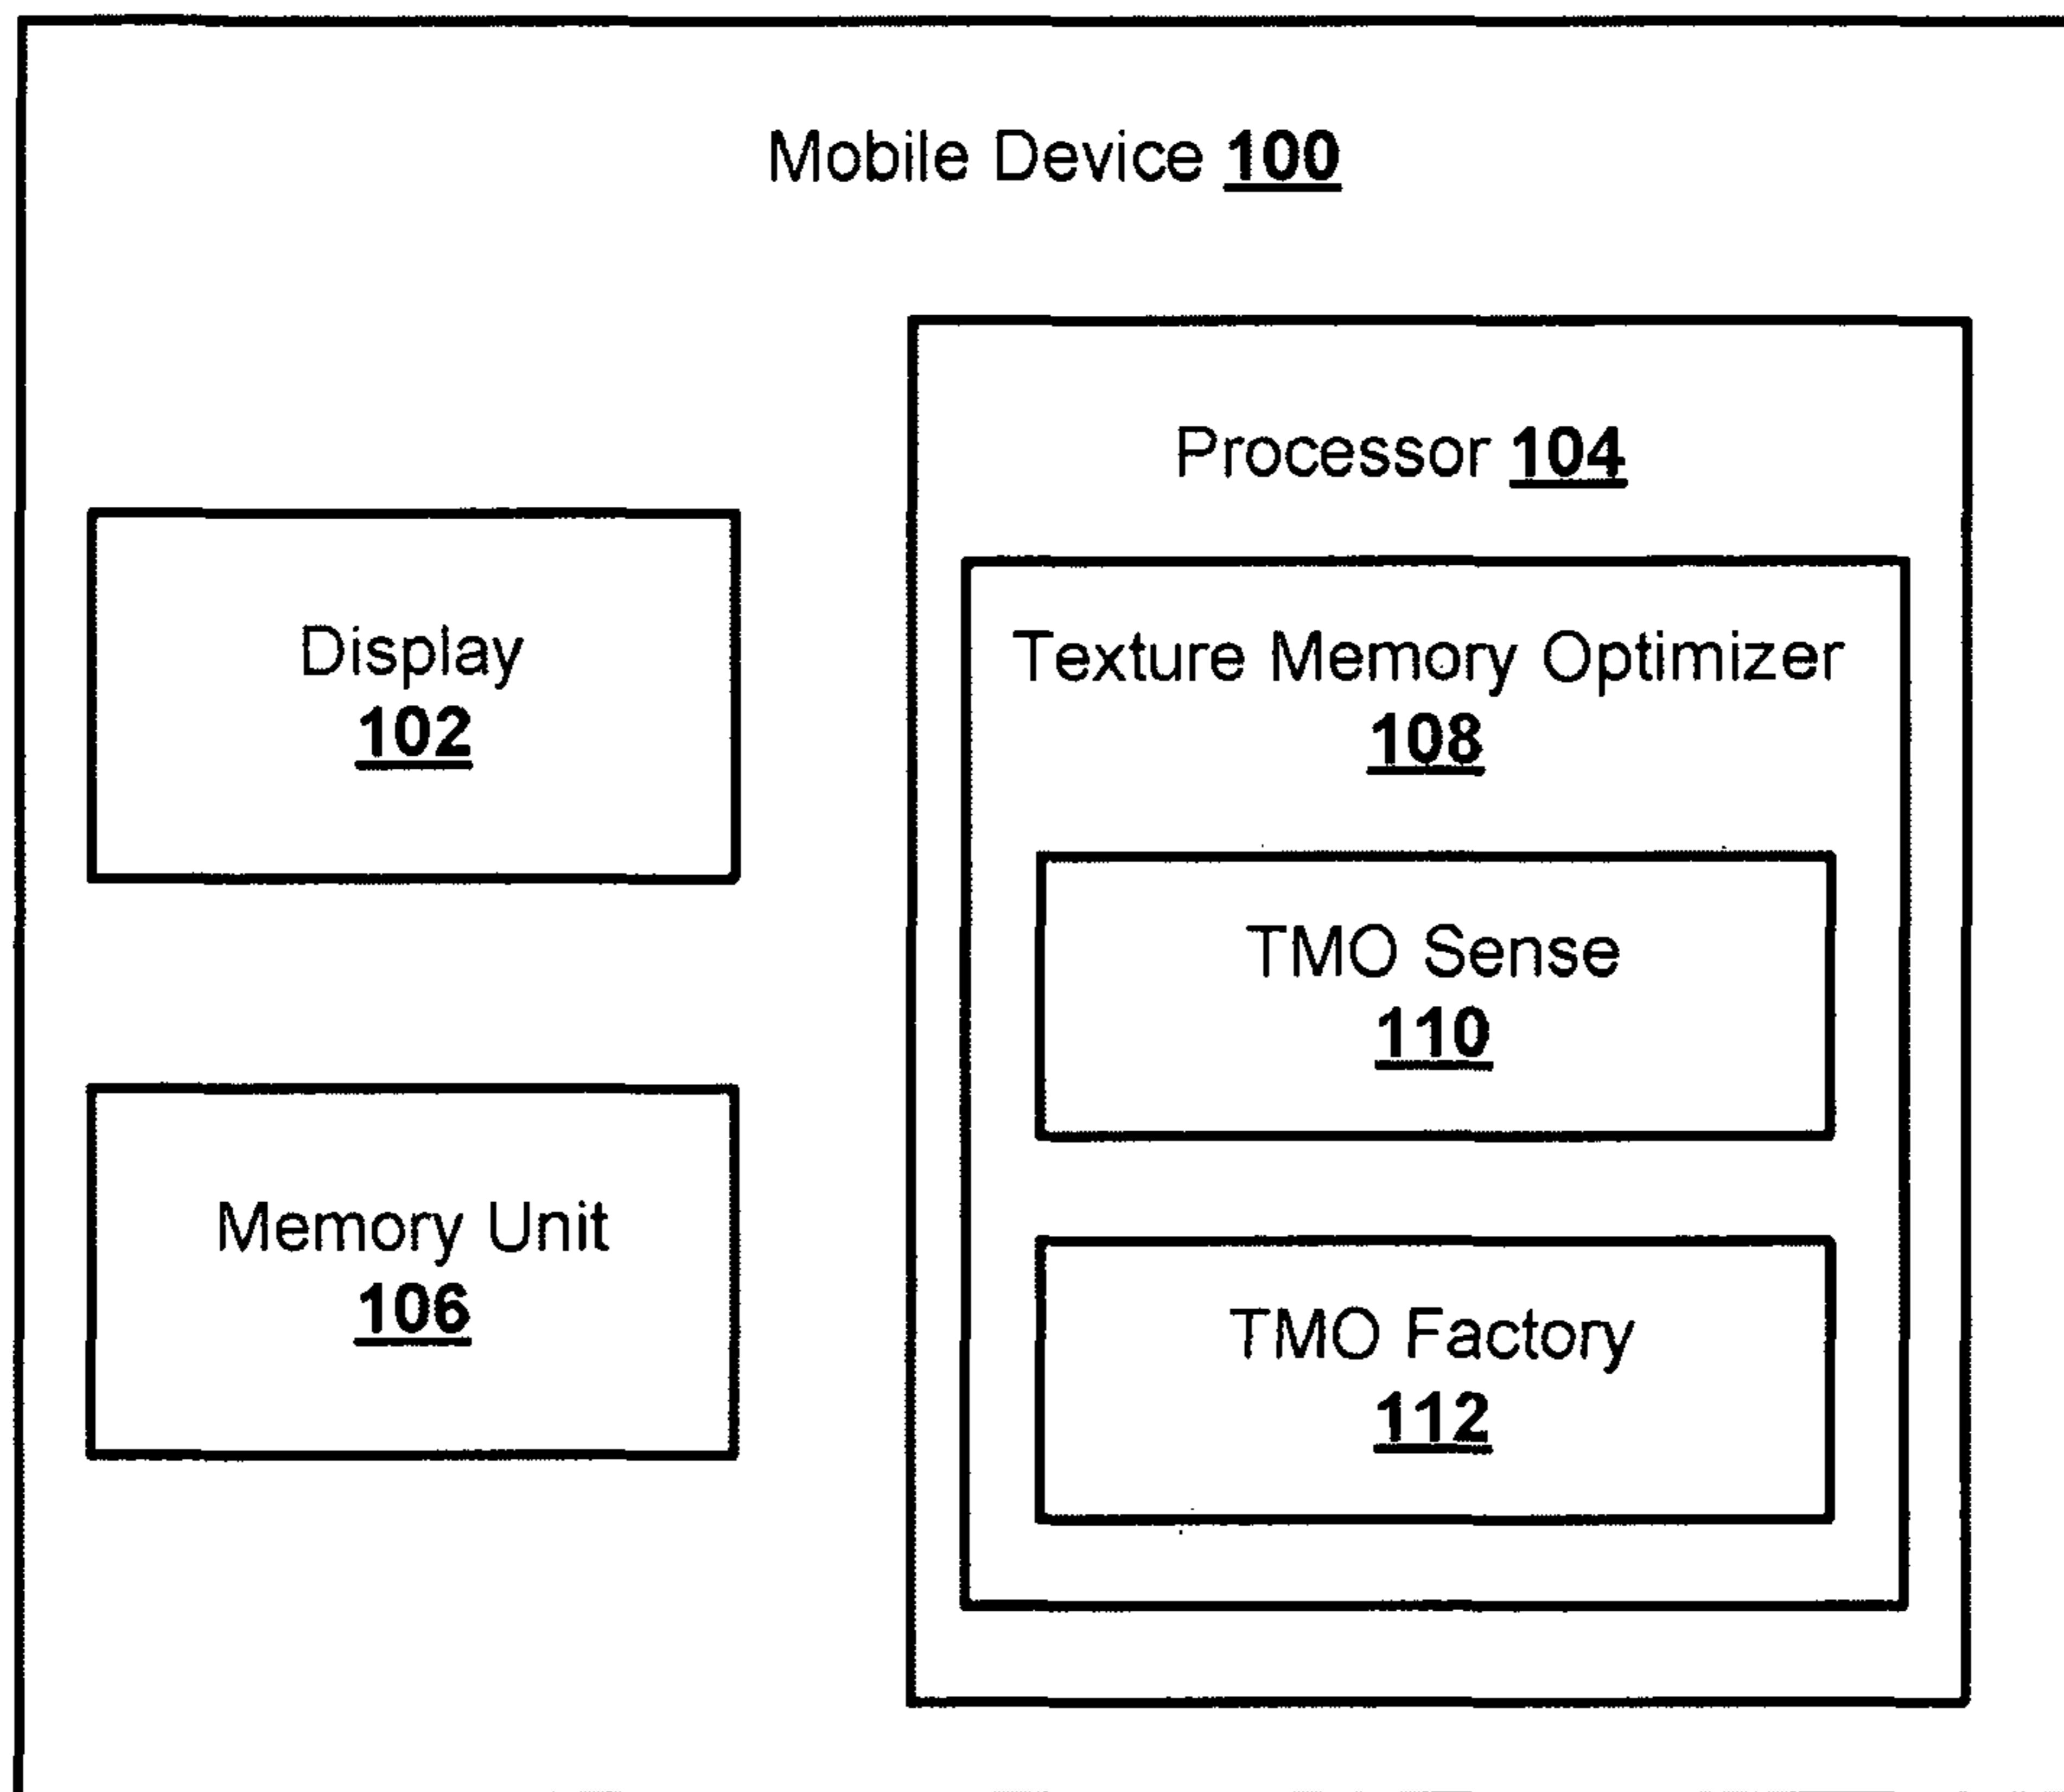 Mobile Device 100
Processor 104
Display
102
Texture Memory Optimizer
108
TMO Sense
110
Memory Unit
106
TMO Factory
112